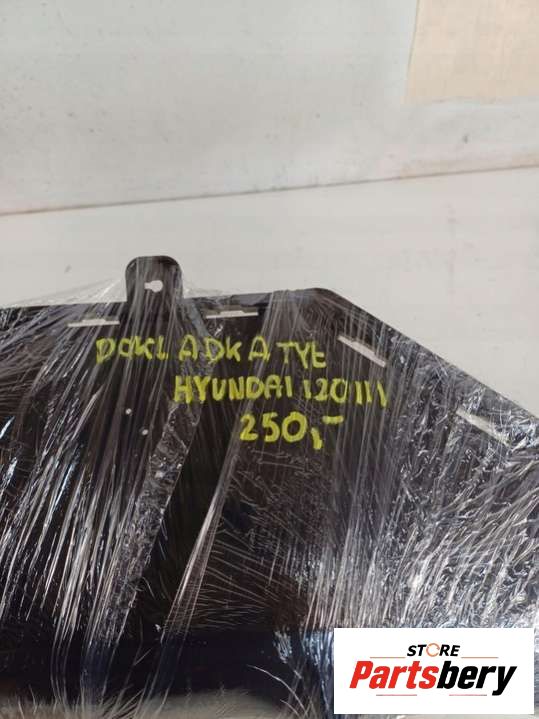 DOKLADKA TYŁ
HYUNDAI I20 III
250,-
STORE
Partsbery